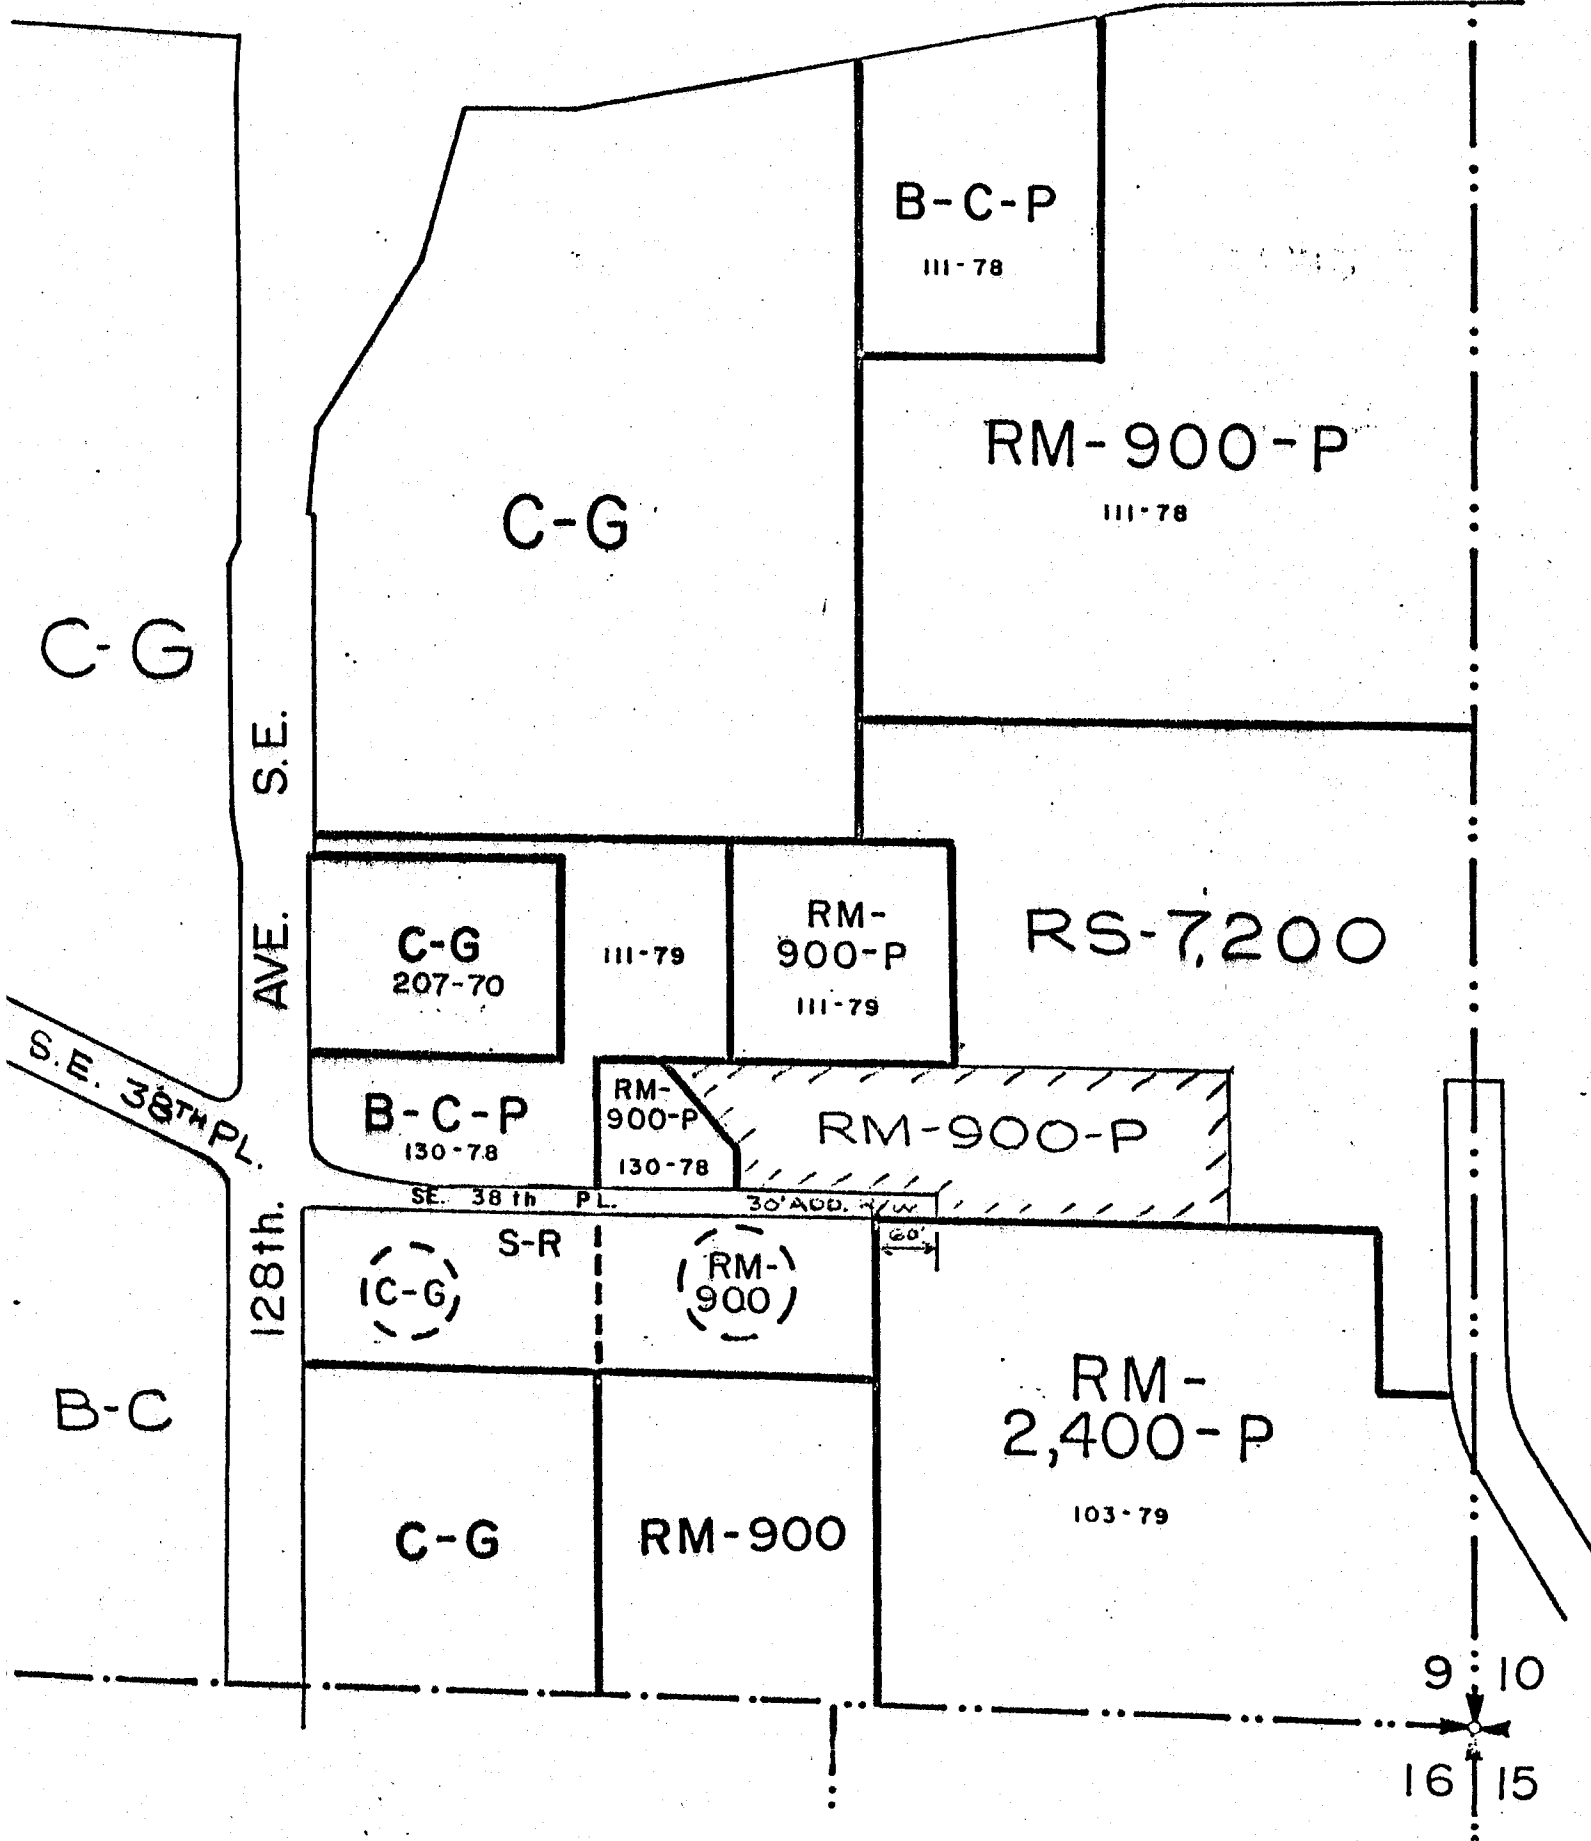 B-C-P
111-78
RM-900-P
111-78
C-G
C-G
128th. AVE. S.E.
C-G
207-70
111-79
RM-
900-P
111-79
RS-7,200
S.E. 38TH PL.
B-C-P
130-78
RM-
900-P
130-78
RM-900-P
SE. 38th PL.
30' ADD. R/W
60'
S-R
C-G
RM-
900
B-C
RM-
2,400-P
103-79
C-G
RM-900
9 10
16 15